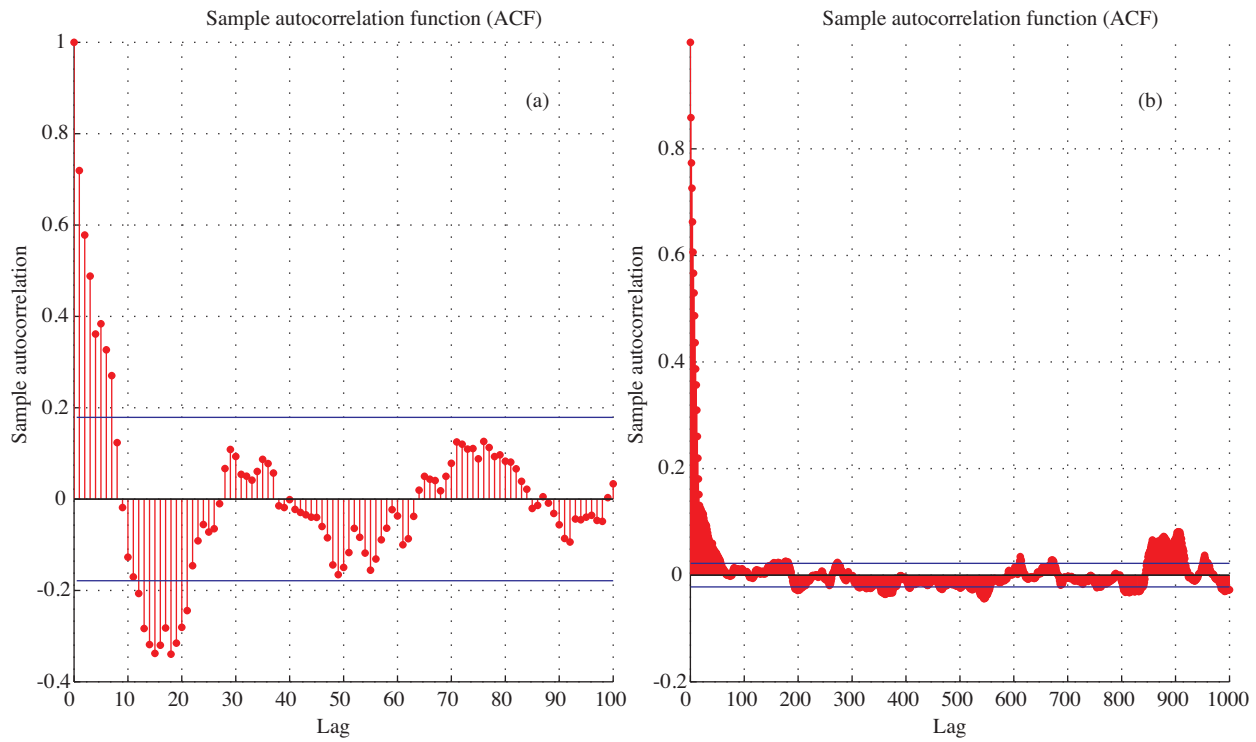 Sample autocorrelation function (ACF)
(a)
1
0.8
0.6
0.4
0.2
0
-0.2
-0.4
Sample autocorrelation
0 10 20 30 40 50 60 70 80 90 100
Lag
Sample autocorrelation function (ACF)
(b)
0.8
0.6
0.4
0.2
0
-0.2
Sample autocorrelation
0 100 200 300 400 500 600 700 800 900 1000
Lag